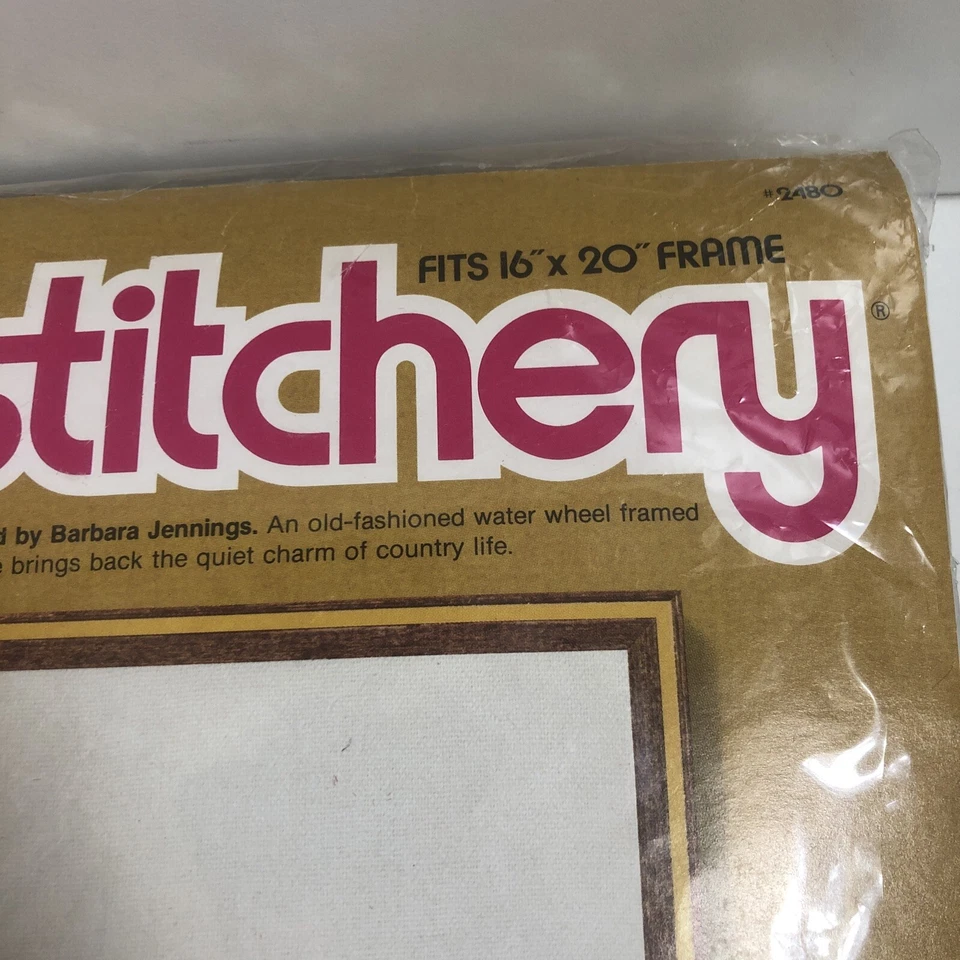 #2480
FITS 16" x 20" FRAME
stitchery®
d by Barbara Jennings. An old-fashioned water wheel framed
e brings back the quiet charm of country life.